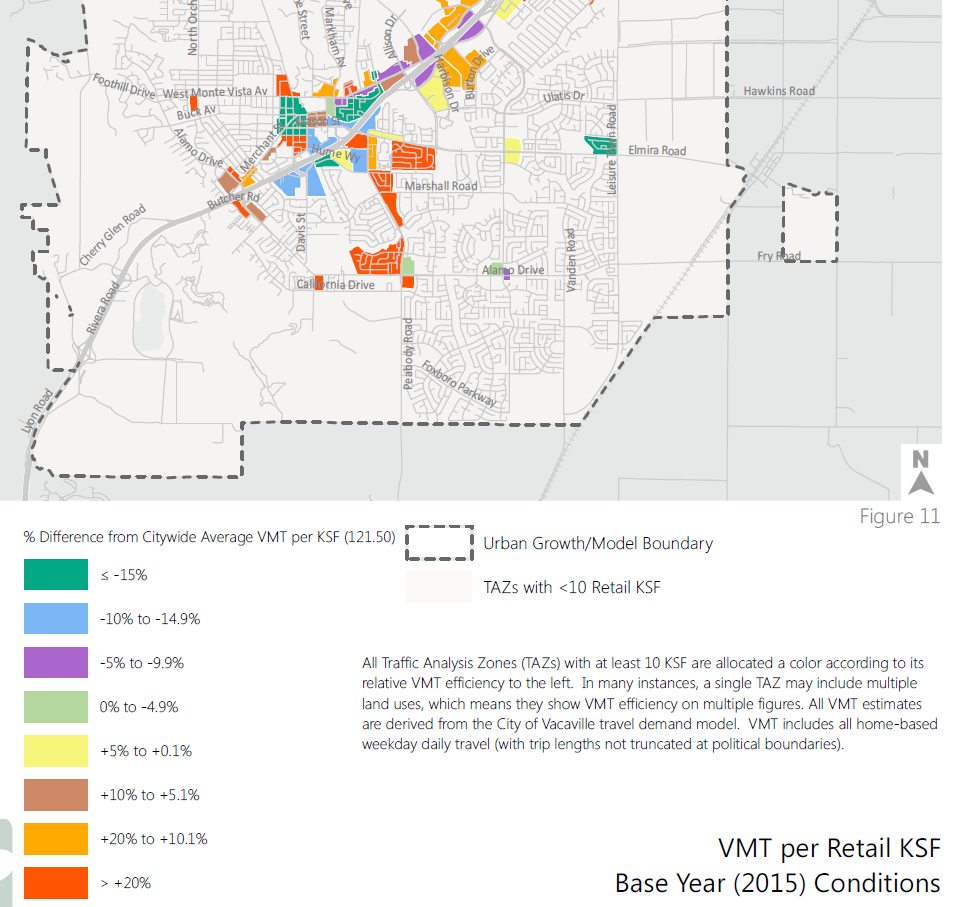 North Orch
e Street
Markham Av
ve
Allison Dr
Harbison Dr
Burton Drive
Foothill Drive
West Monte Vista Av
Buck Av
Ulatis Dr
Hawkins Road
Alamo Drive
Merchant S
Mason St
Hume Wy
Leisure Town Road
Elmira Road
Marshall Road
Butcher Rd
Davis St
Cherry Glen Road
Vanden Road
Alamo Drive
Fry Road
California Drive
Rivera Road
Peabody Road
Foxboro Parkway
Lyon Road
N
Figure 11
% Difference from Citywide Average VMT per KSF (121.50)
≤ -15%
-10% to -14.9%
-5% to -9.9%
0% to -4.9%
+5% to +0.1%
+10% to +5.1%
+20% to +10.1%
> +20%
Urban Growth/Model Boundary
TAZs with <10 Retail KSF
All Traffic Analysis Zones (TAZs) with at least 10 KSF are allocated a color according to its
relative VMT efficiency to the left. In many instances, a single TAZ may include multiple
land uses, which means they show VMT efficiency on multiple figures. All VMT estimates
are derived from the City of Vacaville travel demand model. VMT includes all home-based
weekday daily travel (with trip lengths not truncated at political boundaries).
VMT per Retail KSF
Base Year (2015) Conditions